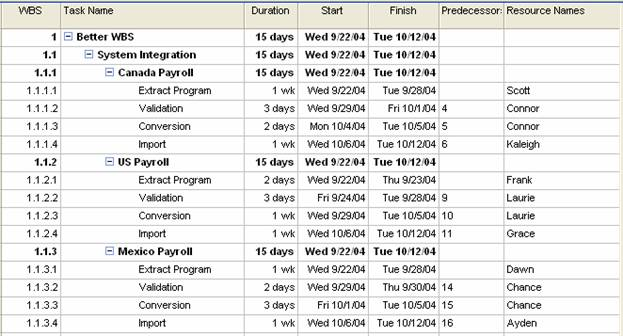 WBS Task Name Duration Start Finish Predecessor: Resource Names
1 Better WBS 15 days Wed 9/22/04 Tue 10/12/04
1.1 System Integration 15 days Wed 9/22/04 Tue 10/12/04
1.1.1 Canada Payroll 15 days Wed 9/22/04 Tue 10/12/04
1.1.1.1 Extract Program 1 wk Wed 9/22/04 Tue 9/28/04 Scott
1.1.1.2 Validation 3 days Wed 9/29/04 Fri 10/1/04 4 Connor
1.1.1.3 Conversion 2 days Mon 10/4/04 Tue 10/5/04 5 Connor
1.1.1.4 Import 1 wk Wed 10/6/04 Tue 10/12/04 6 Kaleigh
1.1.2 US Payroll 15 days Wed 9/22/04 Tue 10/12/04
1.1.2.1 Extract Program 2 days Wed 9/22/04 Thu 9/23/04 Frank
1.1.2.2 Validation 3 days Fri 9/24/04 Tue 9/28/04 9 Laurie
1.1.2.3 Conversion 1 wk Wed 9/29/04 Tue 10/5/04 10 Laurie
1.1.2.4 Import 1 wk Wed 10/6/04 Tue 10/12/04 11 Grace
1.1.3 Mexico Payroll 15 days Wed 9/22/04 Tue 10/12/04
1.1.3.1 Extract Program 1 wk Wed 9/22/04 Tue 9/28/04 Dawn
1.1.3.2 Validation 2 days Wed 9/29/04 Thu 9/30/04 14 Chance
1.1.3.3 Conversion 3 days Fri 10/1/04 Tue 10/5/04 15 Chance
1.1.3.4 Import 1 wk Wed 10/6/04 Tue 10/12/04 16 Ayden